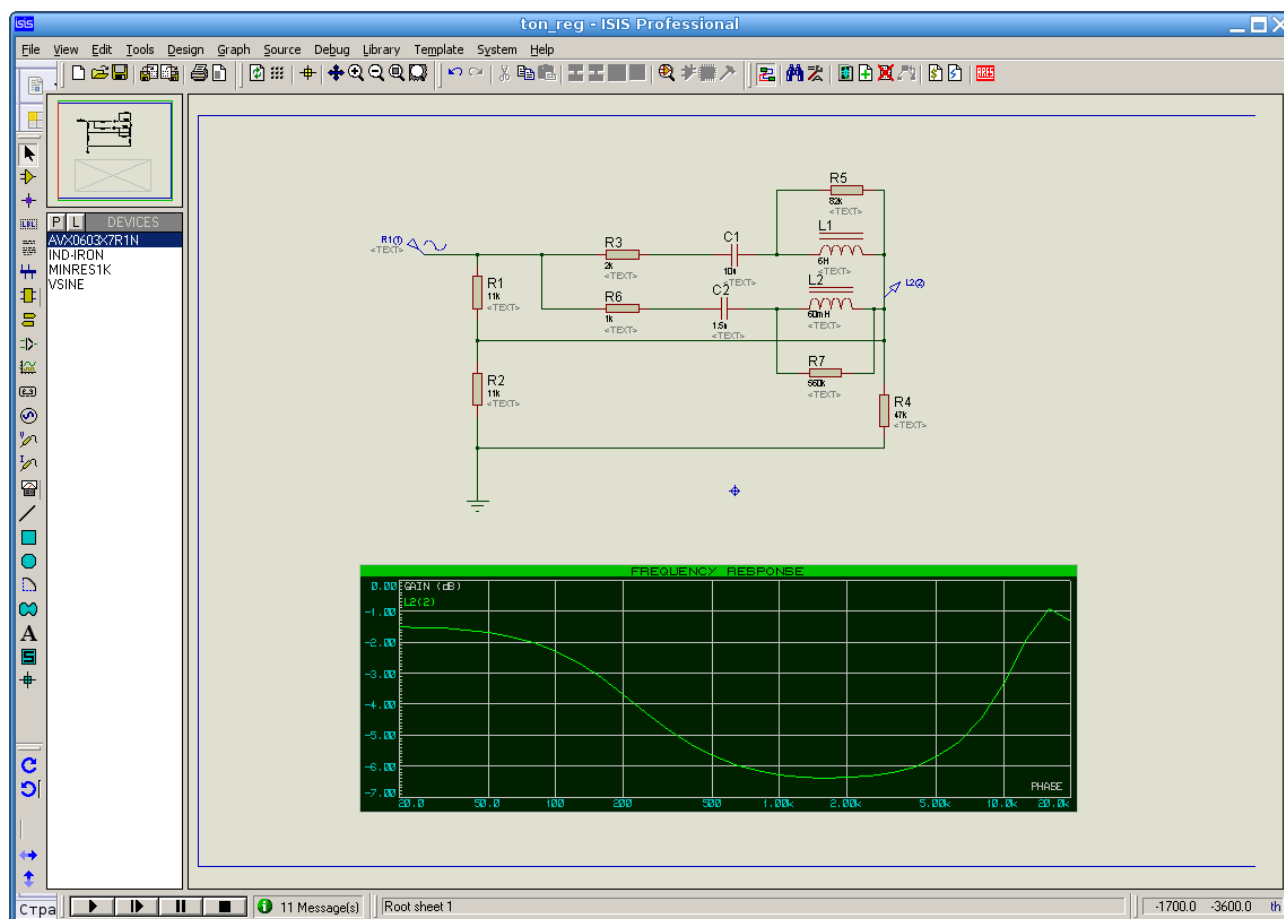 isis ton_reg - ISIS Professional
File View Edit Tools Design Graph Source Debug Library Template System Help
P L DEVICES
AVX0603X7R1N
IND-IRON
MINRES1K
VSINE
R5
82k
<TEXT>
R1(1)
<TEXT>
R3
2k
<TEXT>
C1
<TEXT>
L1
6H
<TEXT>
R1
11k
<TEXT>
R6
1k
<TEXT>
C2
<TEXT>
L2
60mH
<TEXT>
L2(2)
R7
560k
<TEXT>
R2
11k
<TEXT>
R4
47k
<TEXT>
FREQUENCY RESPONSE
0.00 GAIN (dB)
L2(2)
-1.00
-2.00
-3.00
-4.00
-5.00
-6.00
-7.00
PHASE
20.0 50.0 100 200 500 1.00k 2.00k 5.00k 10.0k 20.0k
A
S
Стра 11 Message(s) Root sheet 1 -1700.0 -3600.0 th